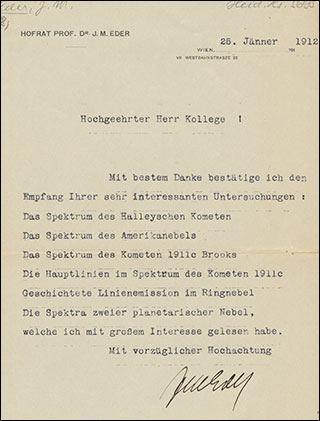 Eder, J. M.
HOFRAT PROF. DR J. M. EDER
25. Jänner 1912
WIEN,
VII. WESTBAHNSTRASSE 25
Hochgeehrter Herr Kollege !
Mit bestem Danke bestätige ich den
Empfang Ihrer sehr interessanten Untersuchungen :
Das Spektrum des Halleyschen Kometen
Das Spektrum des Amerikanebels
Das Spektrum des Kometen 1911c Brooks
Die Hauptlinien im Spektrum des Kometen 1911c
Geschichtete Linienemission im Ringnebel
Die Spektra zweier planetarischer Nebel,
welche ich mit großem Interesse gelesen habe.
Mit vorzüglicher Hochachtung